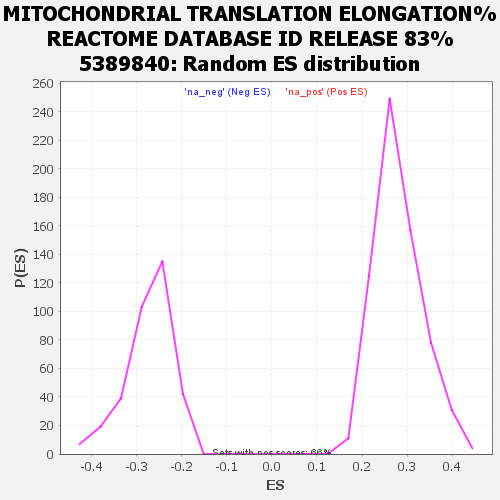 MITOCHONDRIAL TRANSLATION ELONGATION%
REACTOME DATABASE ID RELEASE 83%
5389840: Random ES distribution
'na_neg' (Neg ES)
'na_pos' (Pos ES)
P(ES)
260
240
220
200
180
160
140
120
100
80
60
40
20
0
Sets with pos scores: 66%
-0.4 -0.3 -0.2 -0.1 0.0 0.1 0.2 0.3 0.4
ES